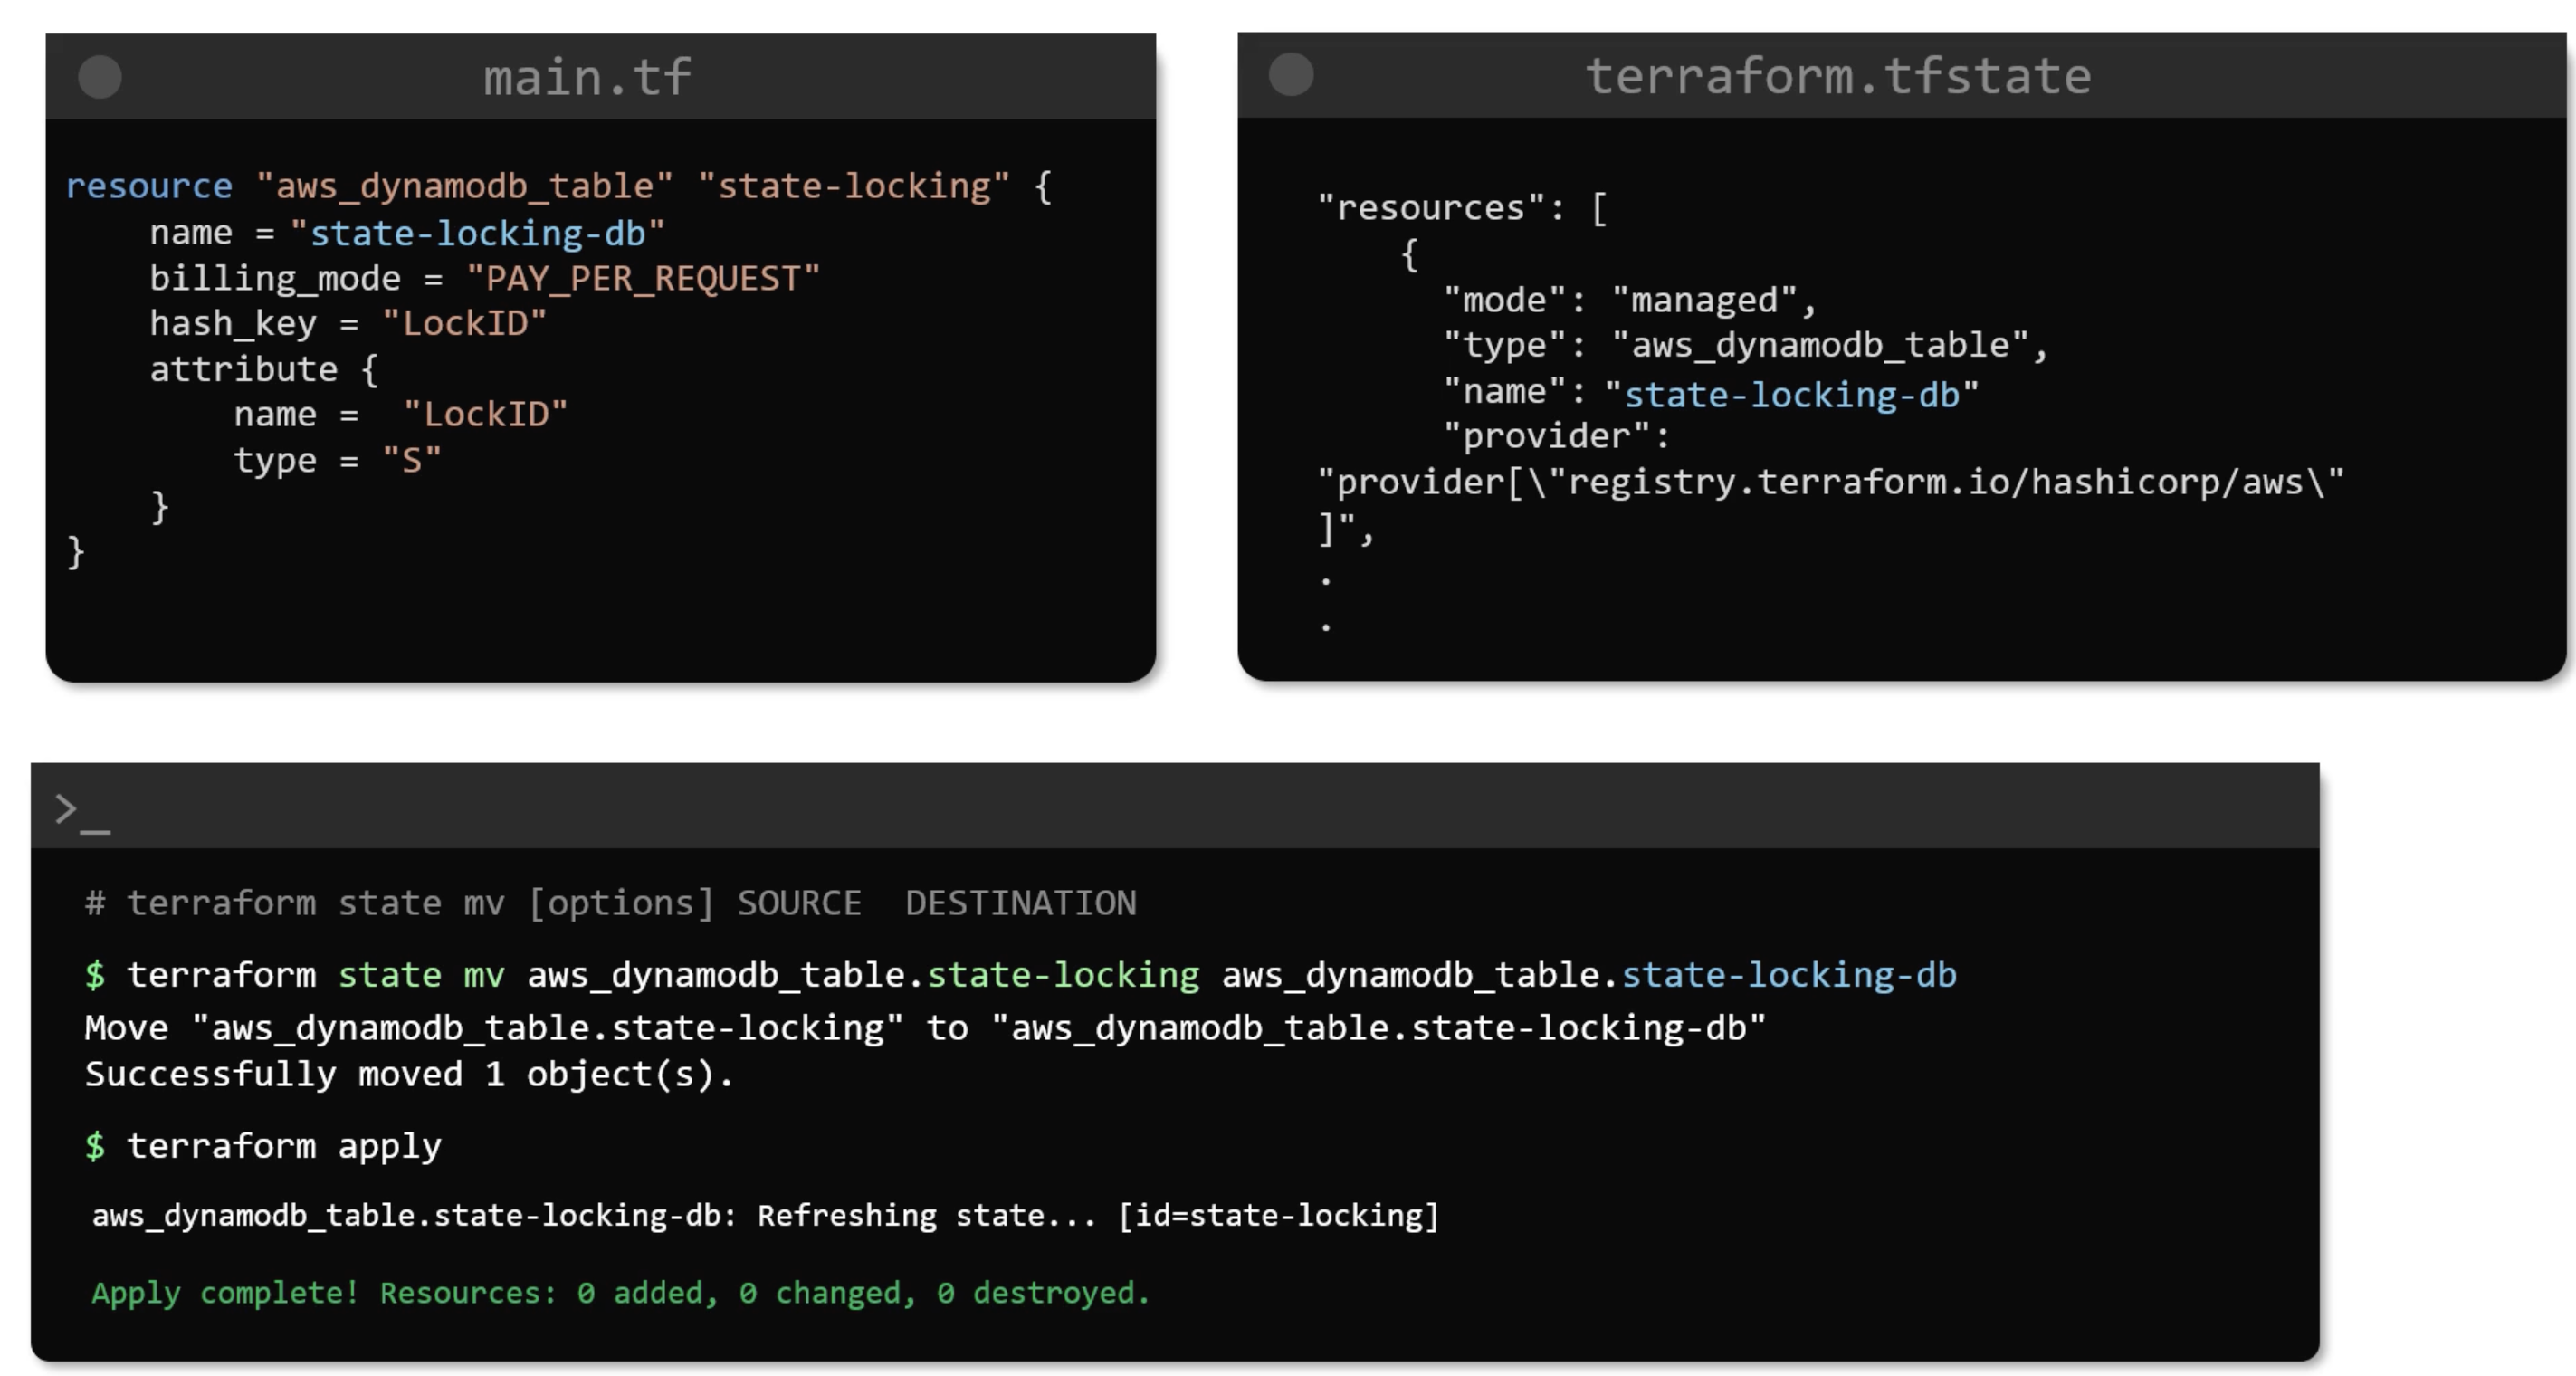 main.tf
resource "aws_dynamodb_table" "state-locking" {
    name = "state-locking-db"
    billing_mode = "PAY_PER_REQUEST"
    hash_key = "LockID"
    attribute {
        name =  "LockID"
        type = "S"
    }
}
terraform.tfstate
"resources": [
    {
      "mode": "managed",
      "type": "aws_dynamodb_table",
      "name": "state-locking-db"
      "provider":
"provider[\"registry.terraform.io/hashicorp/aws\"
]",
.
.
>_
# terraform state mv [options] SOURCE  DESTINATION
$ terraform state mv aws_dynamodb_table.state-locking aws_dynamodb_table.state-locking-db
Move "aws_dynamodb_table.state-locking" to "aws_dynamodb_table.state-locking-db"
Successfully moved 1 object(s).
$ terraform apply
aws_dynamodb_table.state-locking-db: Refreshing state... [id=state-locking]
Apply complete! Resources: 0 added, 0 changed, 0 destroyed.